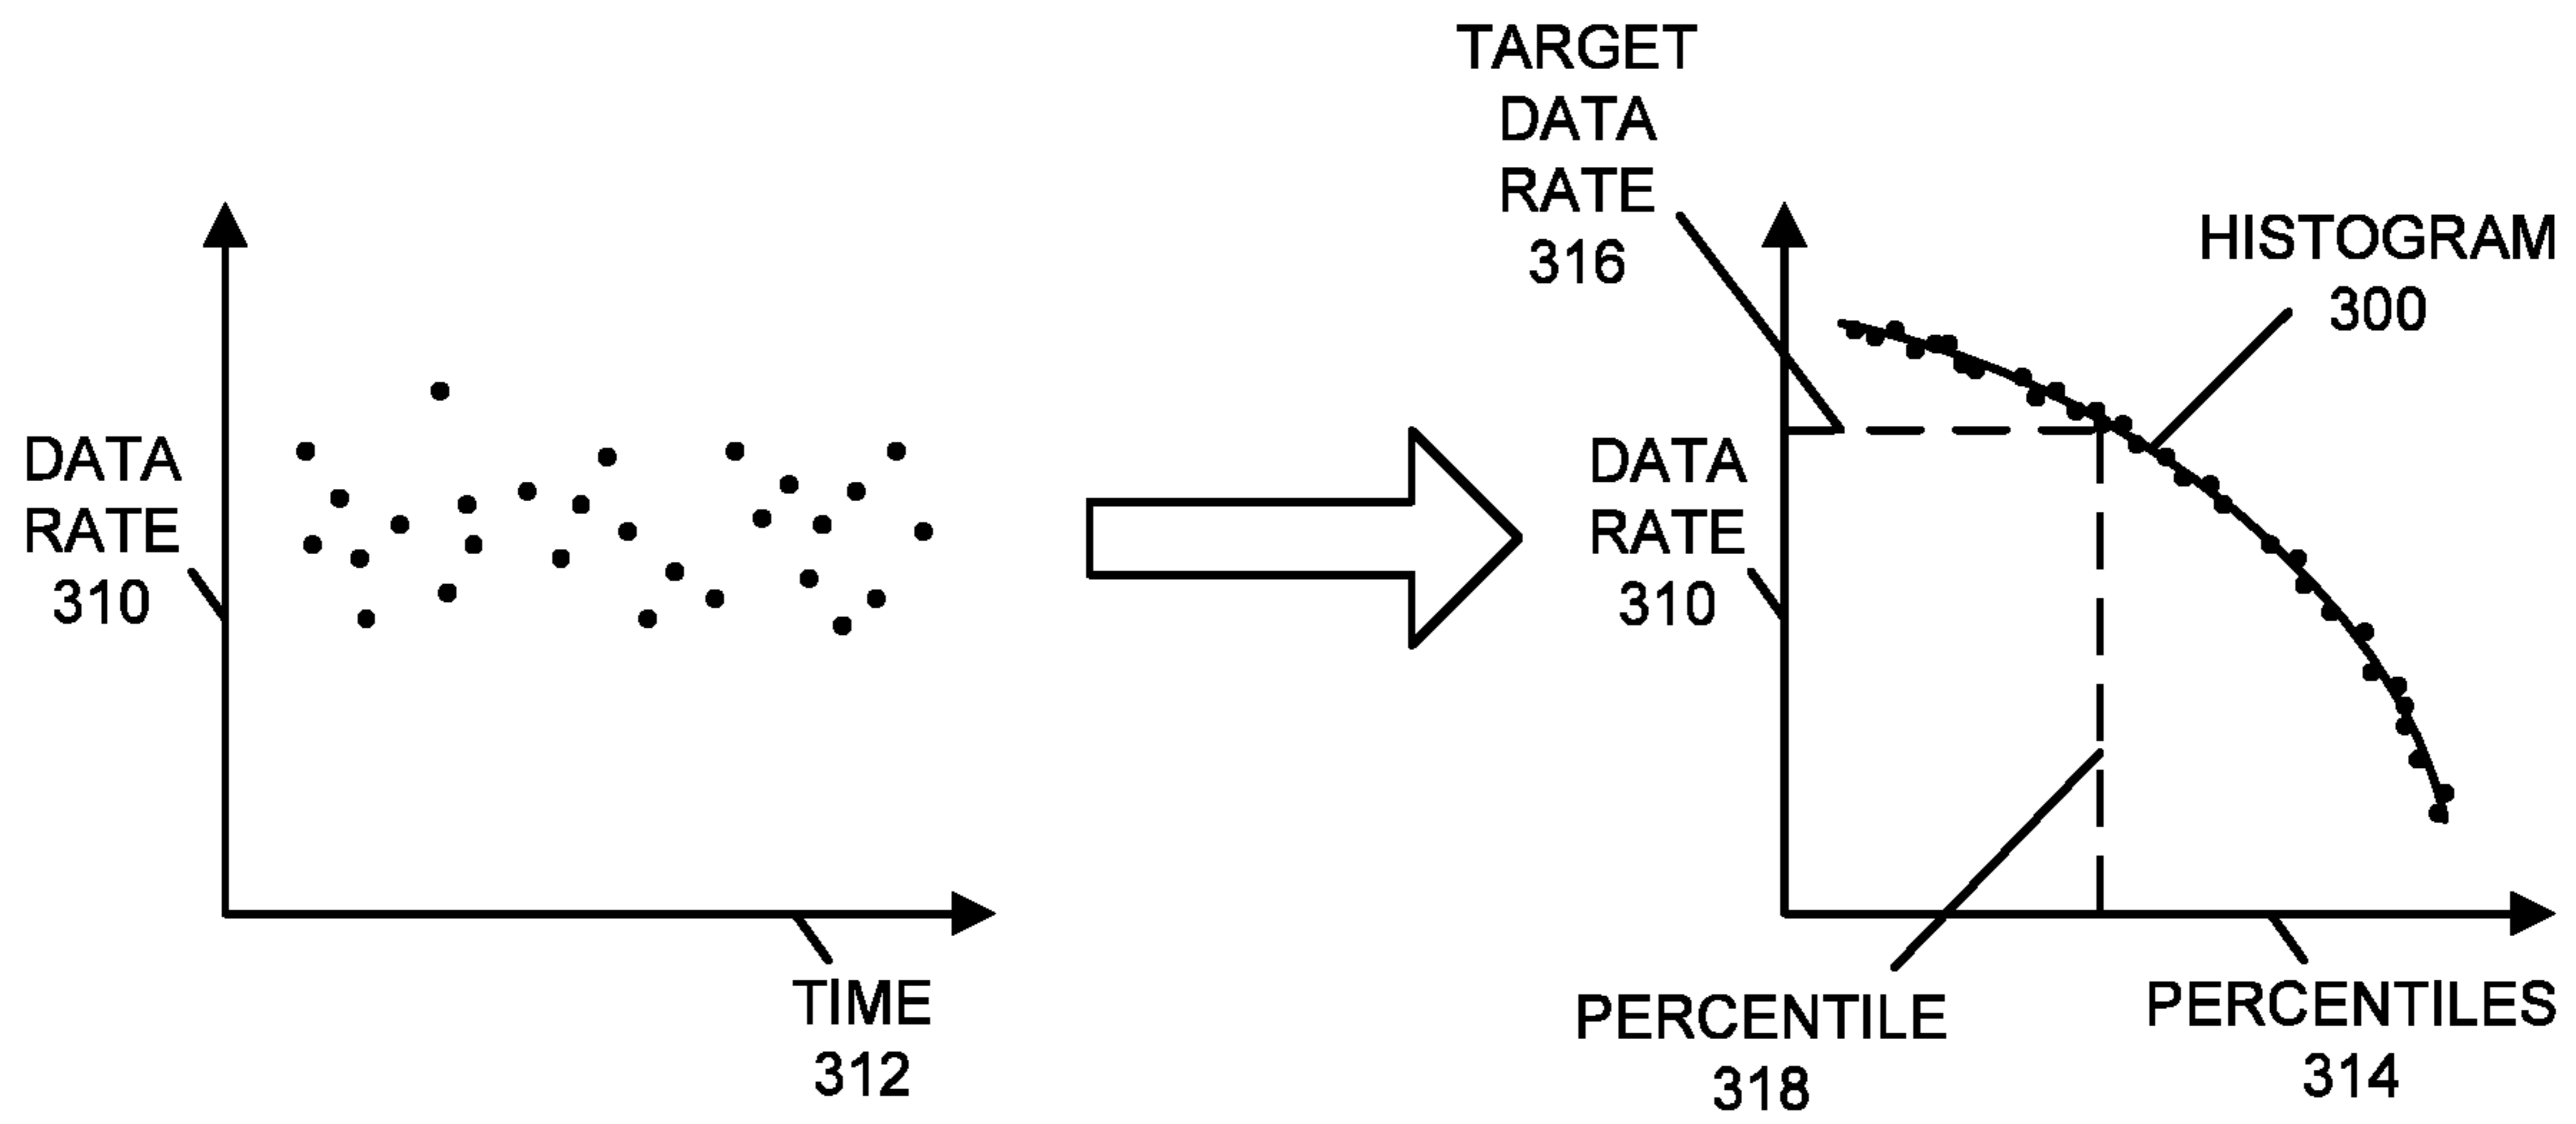 DATA
RATE
310
TIME
312
TARGET
DATA
RATE
316
HISTOGRAM
300
DATA
RATE
310
PERCENTILE
318
PERCENTILES
314